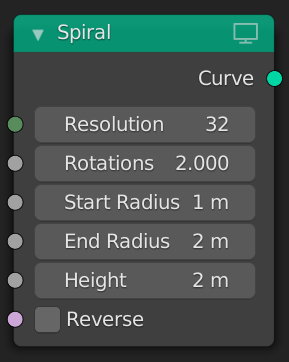 Spiral
Curve
Resolution 32
Rotations 2.000
Start Radius 1 m
End Radius 2 m
Height 2 m
Reverse